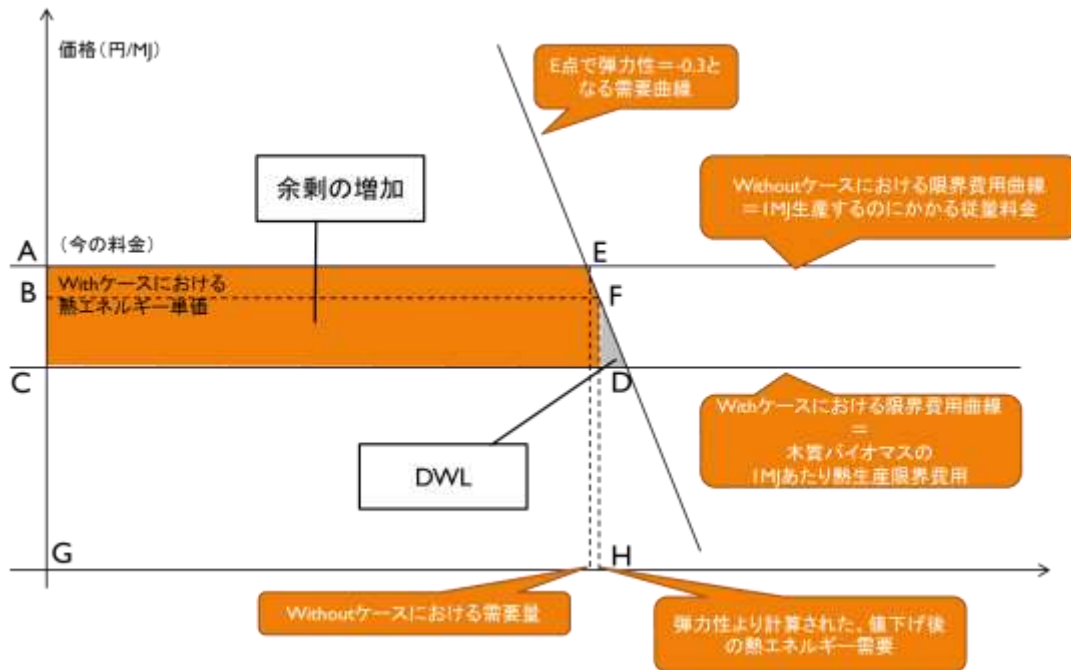 価格(円/MJ)
E点で弾力性=-0.3と
なる需要曲線
余剰の増加
Withoutケースにおける限界費用曲線
=1MJ生産するのにかかる従量料金
A
(今の料金)
E
Withケースにおける
熱エネルギー単価
B
F
C
D
Withケースにおける限界費用曲線
=
木質バイオマスの
1MJあたり熱生産限界費用
DWL
G
H
Withoutケースにおける需要量
弾力性より計算された、値下げ後
の熱エネルギー需要